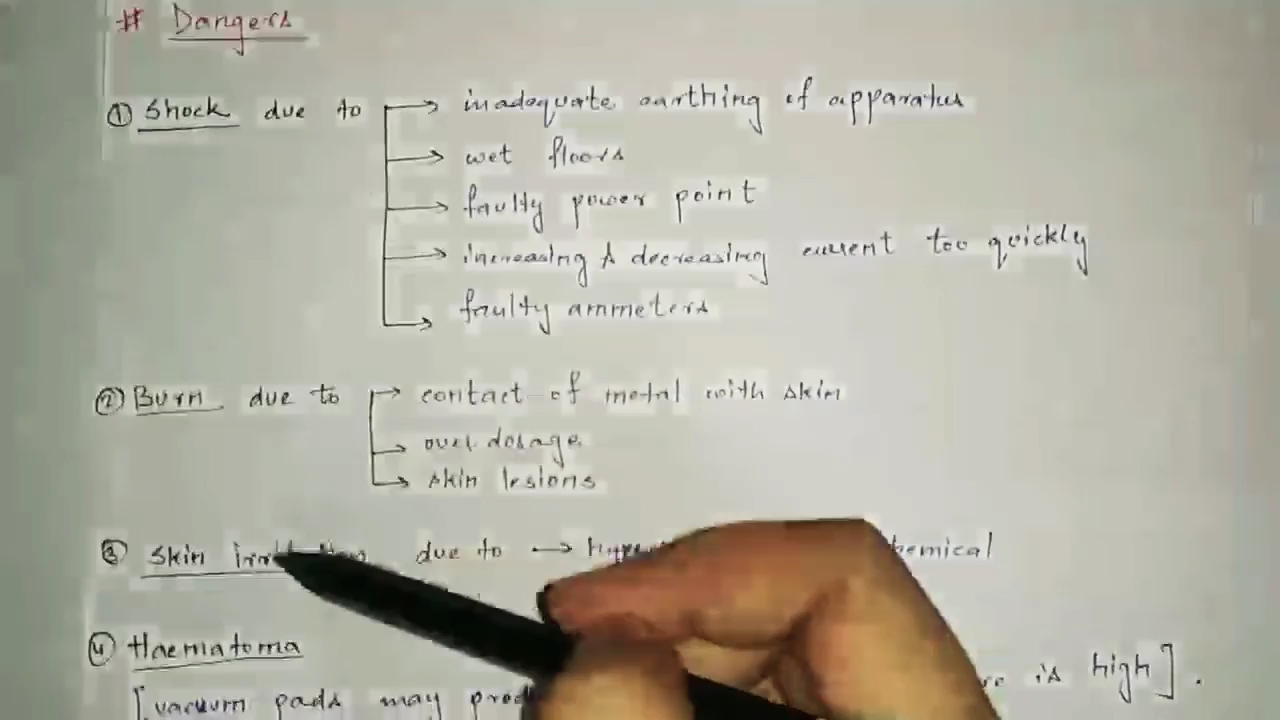 # Dangers
① Shock due to → inadequate earthing of apparatus
→ wet floors
→ faulty power point
→ increasing & decreasing current too quickly
→ faulty ammeters
② Burn due to → contact of metal with skin
→ over dosage
→ skin lesions
③ Skin due to → chemical
④ Haematoma
[vacuum pads may is high].